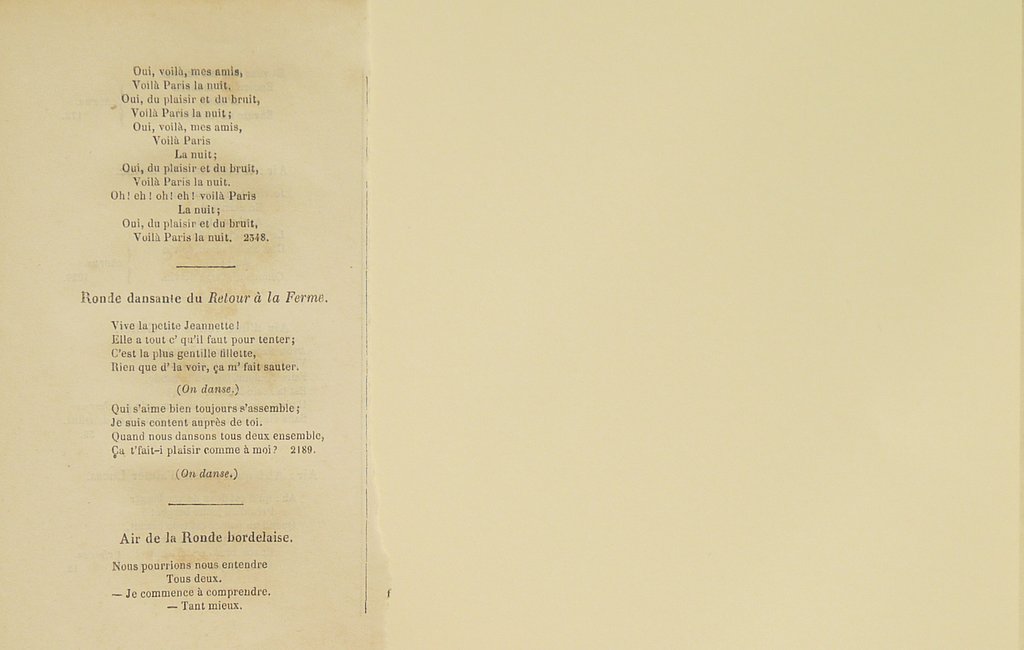 Oui, voilà, mes amis,
Voilà Paris la nuit.
Oui, du plaisir et du bruit,
Voilà Paris la nuit;
Oui, voilà, mes amis,
Voilà Paris
La nuit;
Oui, du plaisir et du bruit,
Voilà Paris la nuit.
Oh! eh! oh! eh! voilà Paris
La nuit;
Oui, du plaisir et du bruit,
Voilà Paris la nuit. 2348.
Ronde dansante du Retour à la Ferme.
Vive la petite Jeannette!
Elle a tout c' qu'il faut pour tenter;
C'est la plus gentille fillette,
Rien que d' la voir, ça m' fait sauter.
(On danse.)
Qui s'aime bien toujours s'assemble;
Je suis content auprès de toi.
Quand nous dansons tous deux ensemble,
Ça t'fait-i plaisir comme à moi? 2189.
(On danse.)
Air de la Ronde bordelaise.
Nous pourrions nous entendre
Tous deux.
— Je commence à comprendre.
— Tant mieux.